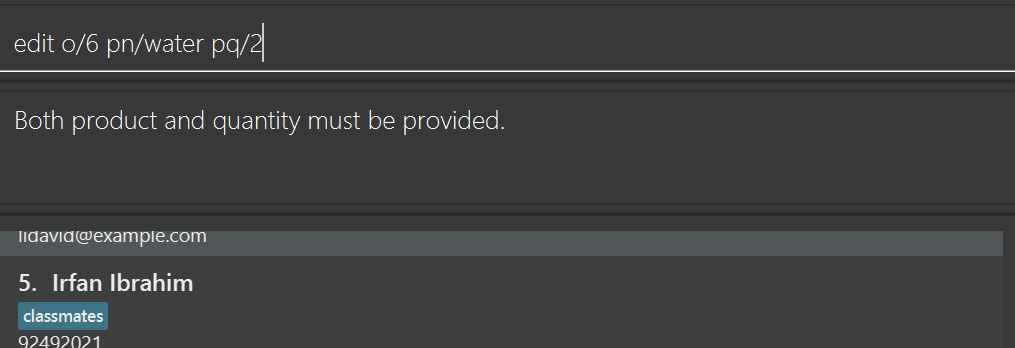 edit o/6 pn/water pq/2
Both product and quantity must be provided.
lidavid@example.com
5. Irfan Ibrahim
classmates
92492021